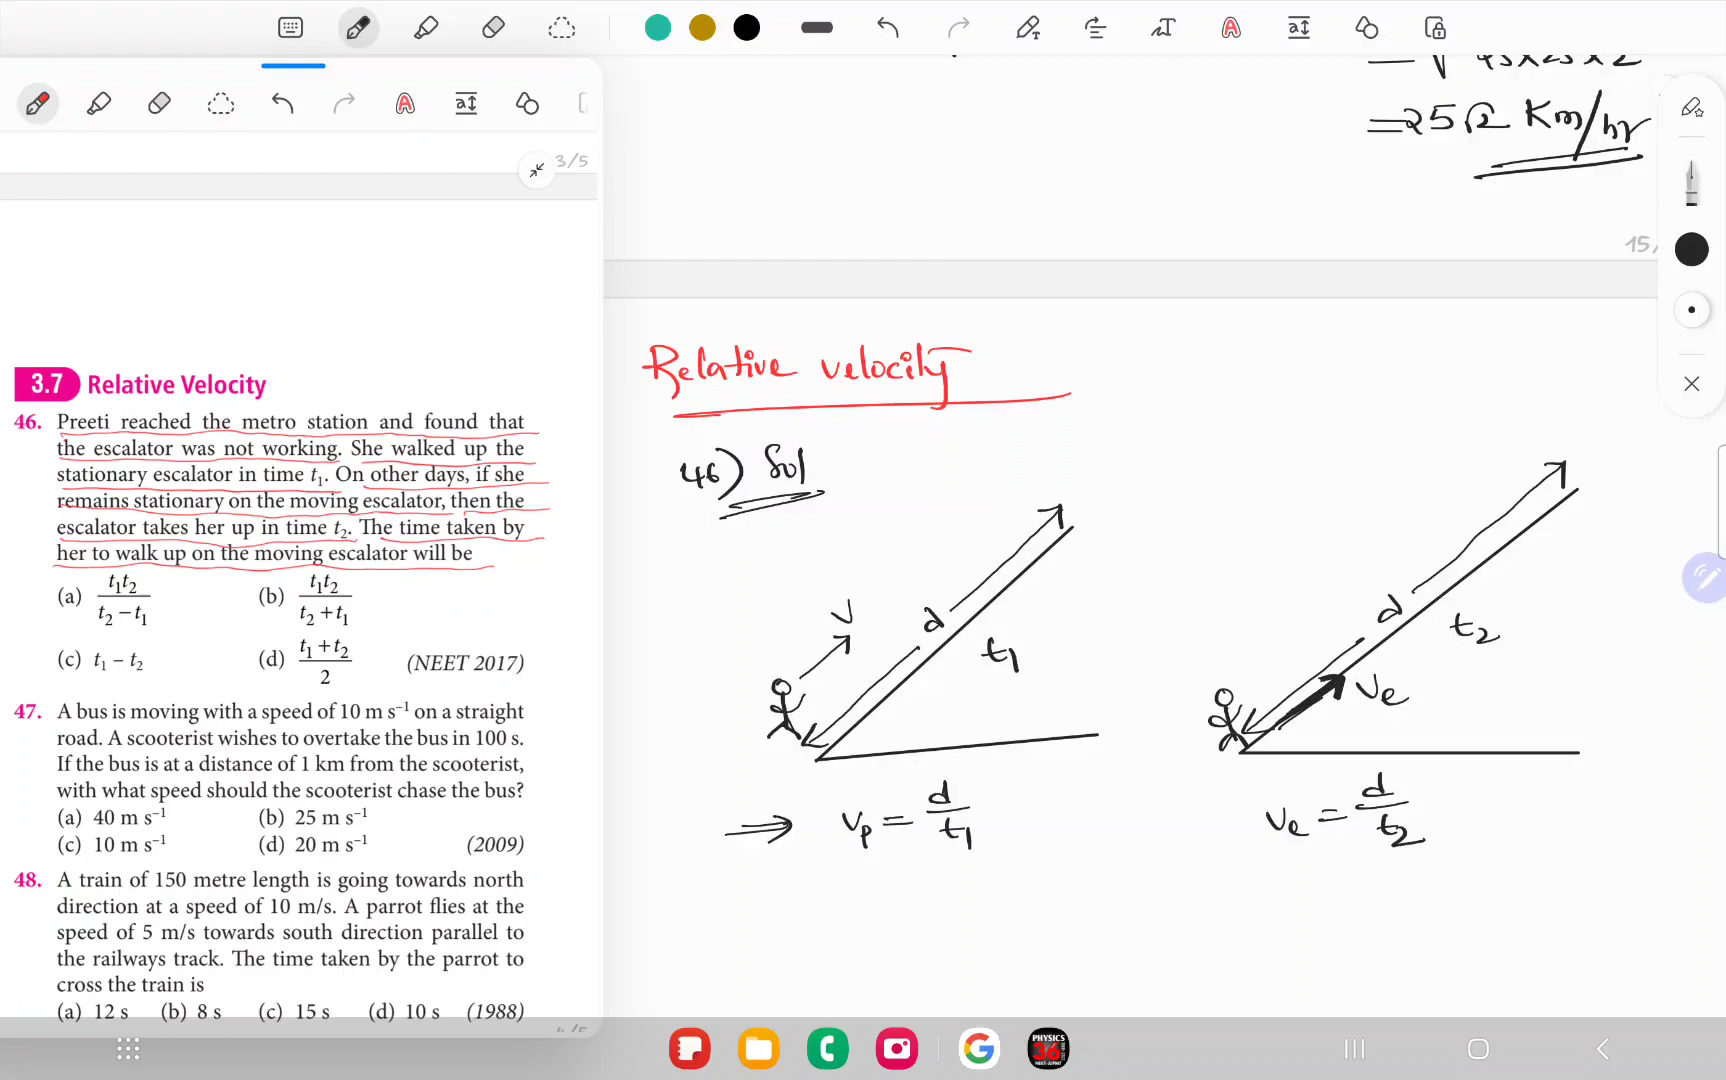 = √ 45x25x2
= 25√2 Km/hr
3/5
15/
3.7 Relative Velocity
46. Preeti reached the metro station and found that
the escalator was not working. She walked up the
stationary escalator in time t₁. On other days, if she
remains stationary on the moving escalator, then the
escalator takes her up in time t₂. The time taken by
her to walk up on the moving escalator will be
(a) t₁t₂ / t₂ – t₁ (b) t₁t₂ / t₂ + t₁
(c) t₁ – t₂ (d) t₁ + t₂ / 2 (NEET 2017)
47. A bus is moving with a speed of 10 m s⁻¹ on a straight
road. A scooterist wishes to overtake the bus in 100 s.
If the bus is at a distance of 1 km from the scooterist,
with what speed should the scooterist chase the bus?
(a) 40 m s⁻¹ (b) 25 m s⁻¹
(c) 10 m s⁻¹ (d) 20 m s⁻¹ (2009)
48. A train of 150 metre length is going towards north
direction at a speed of 10 m/s. A parrot flies at the
speed of 5 m/s towards south direction parallel to
the railways track. The time taken by the parrot to
cross the train is
(a) 12 s (b) 8 s (c) 15 s (d) 10 s (1988)
4/5
Relative velocity
46) Sol
v
d
t₁
d
t₂
ve
⇒ vp = d / t₁
ve = d / t₂
PHYSICS
36